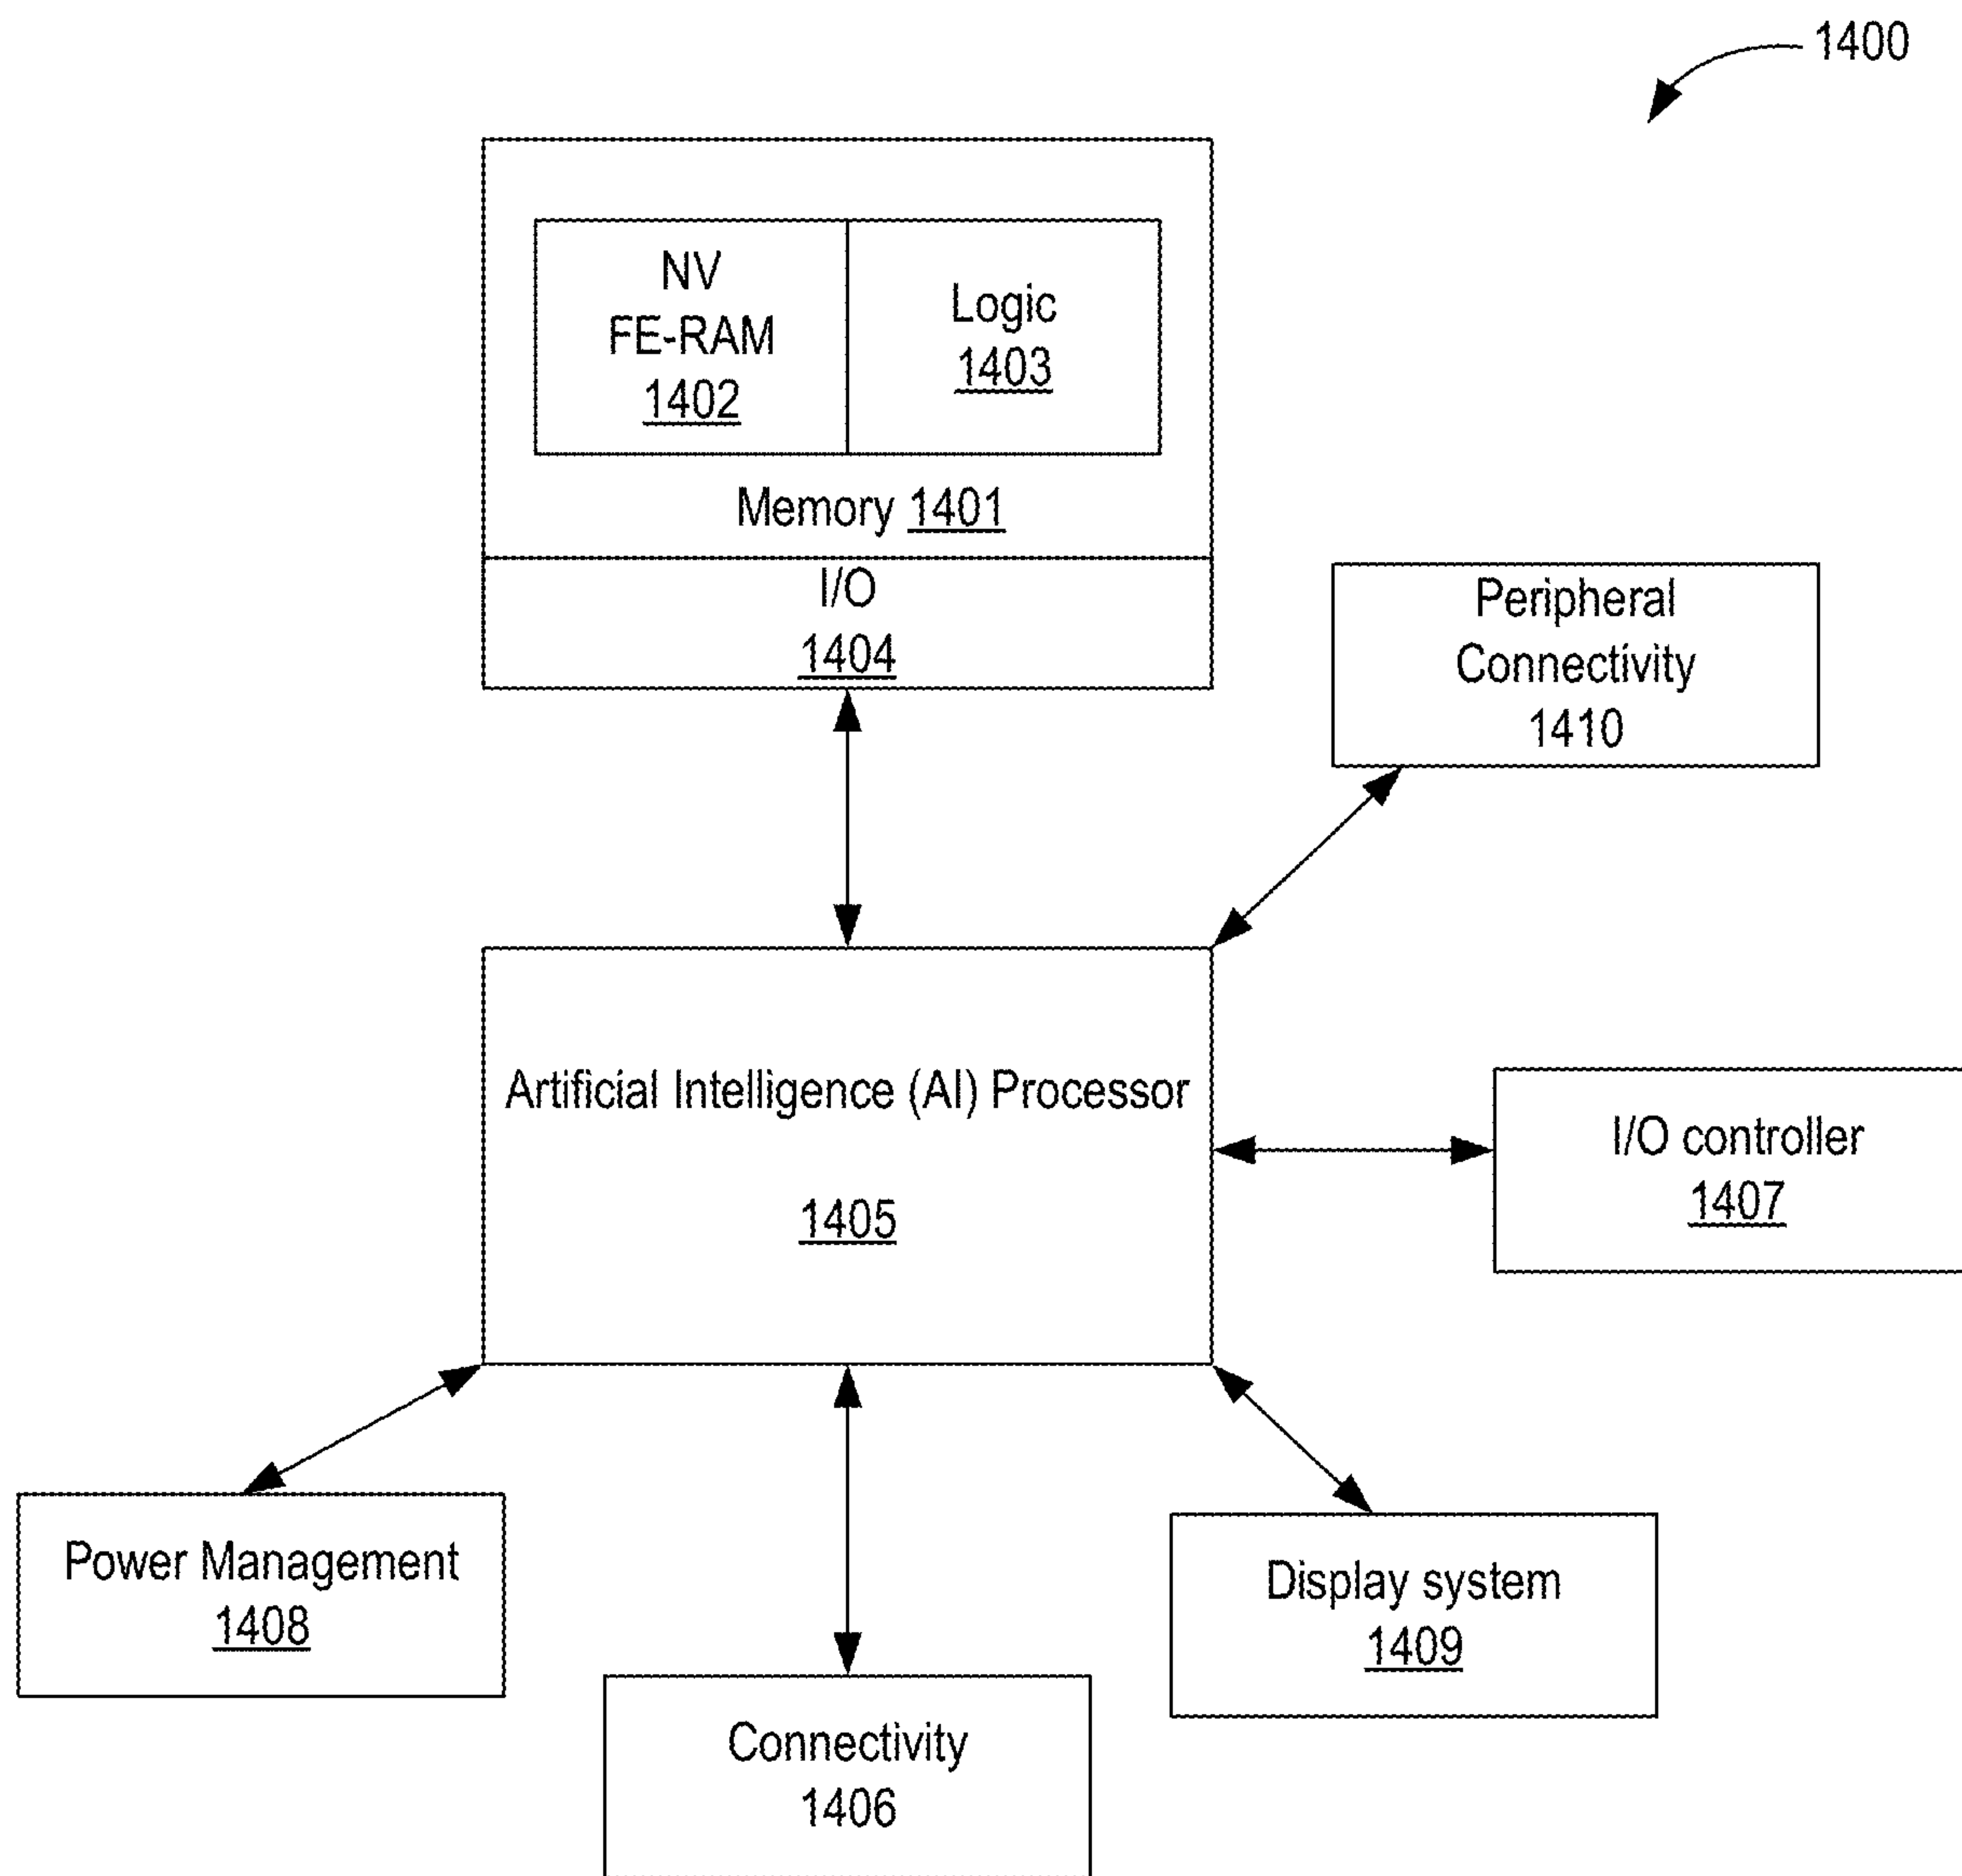 1400
NV
FE-RAM
1402
Logic
1403
Memory 1401
I/O
1404
Peripheral
Connectivity
1410
Artificial Intelligence (AI) Processor
1405
I/O controller
1407
Power Management
1408
Display system
1409
Connectivity
1406